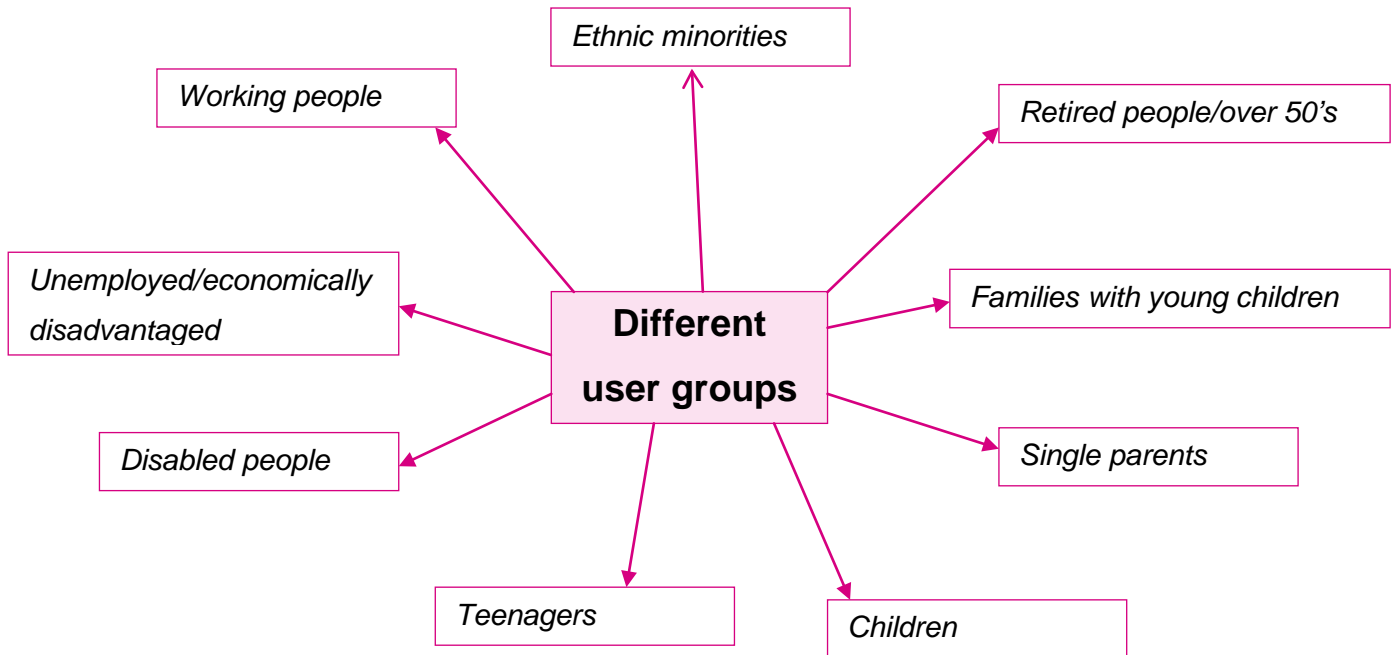 Ethnic minorities
Working people
Retired people/over 50’s
Unemployed/economically
disadvantaged
Families with young children
Different
user groups
Disabled people
Single parents
Teenagers
Children